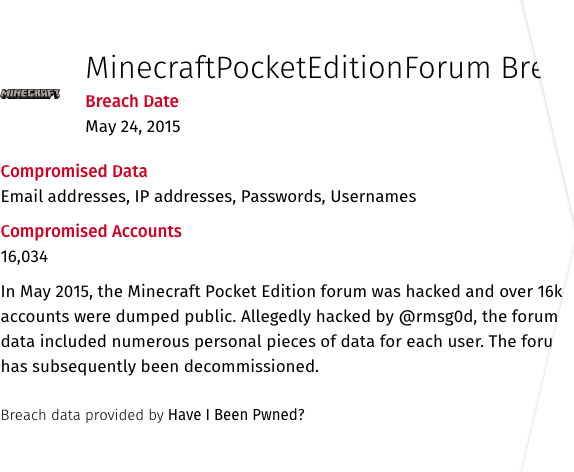 MINECRAFT
MinecraftPocketEditionForum Bre
Breach Date
May 24, 2015
Compromised Data
Email addresses, IP addresses, Passwords, Usernames
Compromised Accounts
16,034
In May 2015, the Minecraft Pocket Edition forum was hacked and over 16k
accounts were dumped public. Allegedly hacked by @rmsg0d, the forum
data included numerous personal pieces of data for each user. The foru
has subsequently been decommissioned.
Breach data provided by Have I Been Pwned?